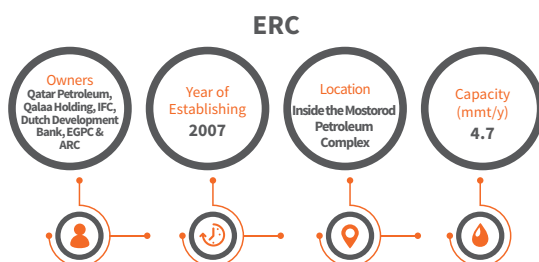 ERC
Owners
Qatar Petroleum,
Qalaa Holding, IFC,
Dutch Development
Bank, EGPC &
ARC
Year of
Establishing
2007
Location
Inside the Mostorod
Petroleum
Complex
Capacity
(mmt/y)
4.7